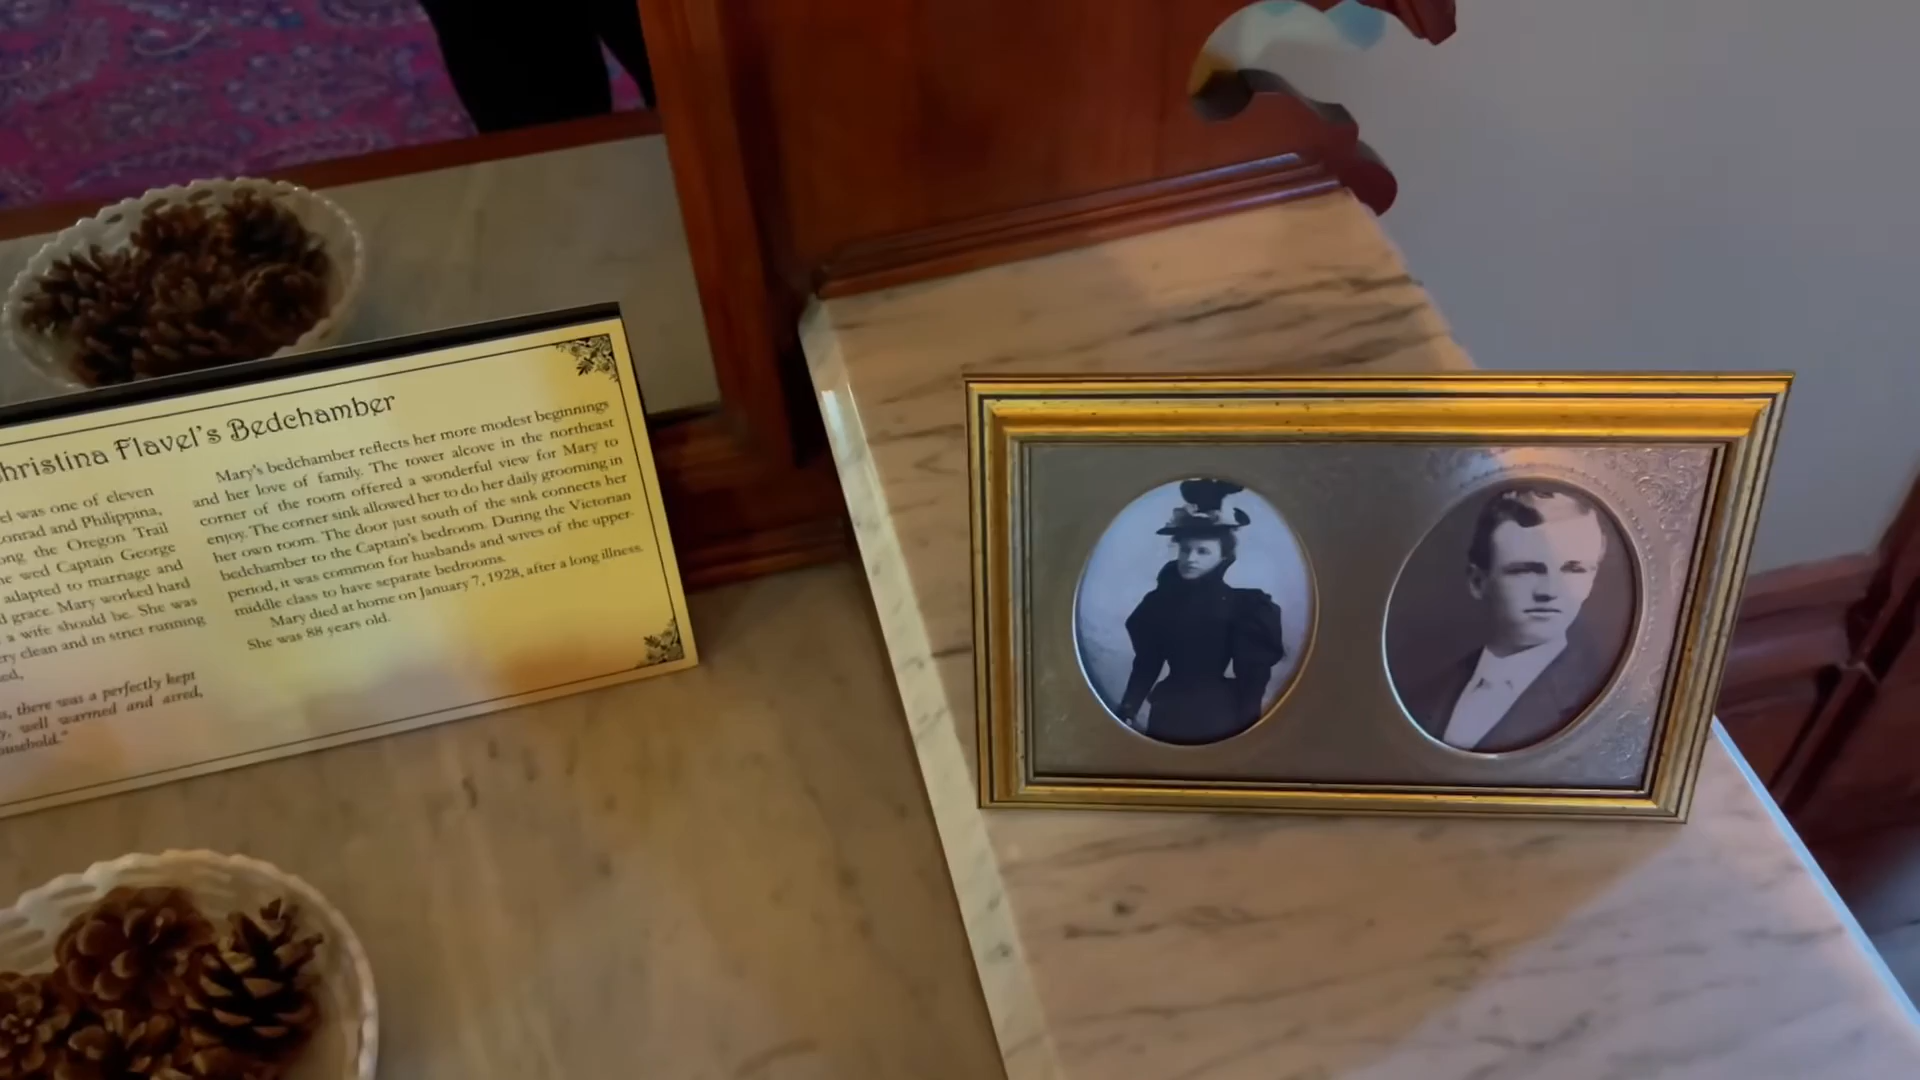 hristina Flavel's Bedchamber
el was one of eleven
onrad and Philippina,
ong the Oregon Trail
e wed Captain George
adapted to marriage and
d grace. Mary worked hard
a wife should be. She was
ry clean and in strict running
ed,
a, there was a perfectly kept
y, well warmed and aired,
ousehold."
Mary's bedchamber reflects her more modest beginnings
and her love of family. The tower alcove in the northeast
corner of the room offered a wonderful view for Mary to
enjoy. The corner sink allowed her to do her daily grooming in
her own room. The door just south of the sink connects her
bedchamber to the Captain's bedroom. During the Victorian
period, it was common for husbands and wives of the upper-
middle class to have separate bedrooms.
Mary died at home on January 7, 1928, after a long illness.
She was 88 years old.